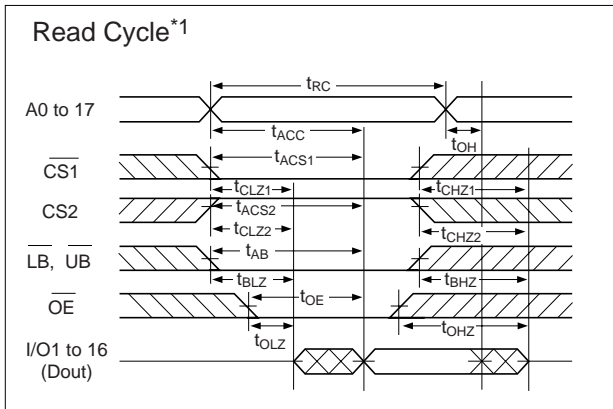 Read Cycle*1
tRC
A0 to 17
tACC
tOH
tACS1
CS1
tCLZ1
tCHZ1
CS2
tACS2
tCLZ2
tCHZ2
LB, UB
tAB
tBLZ
tBHZ
OE
tOE
tOLZ
tOHZ
I/O1 to 16
(Dout)